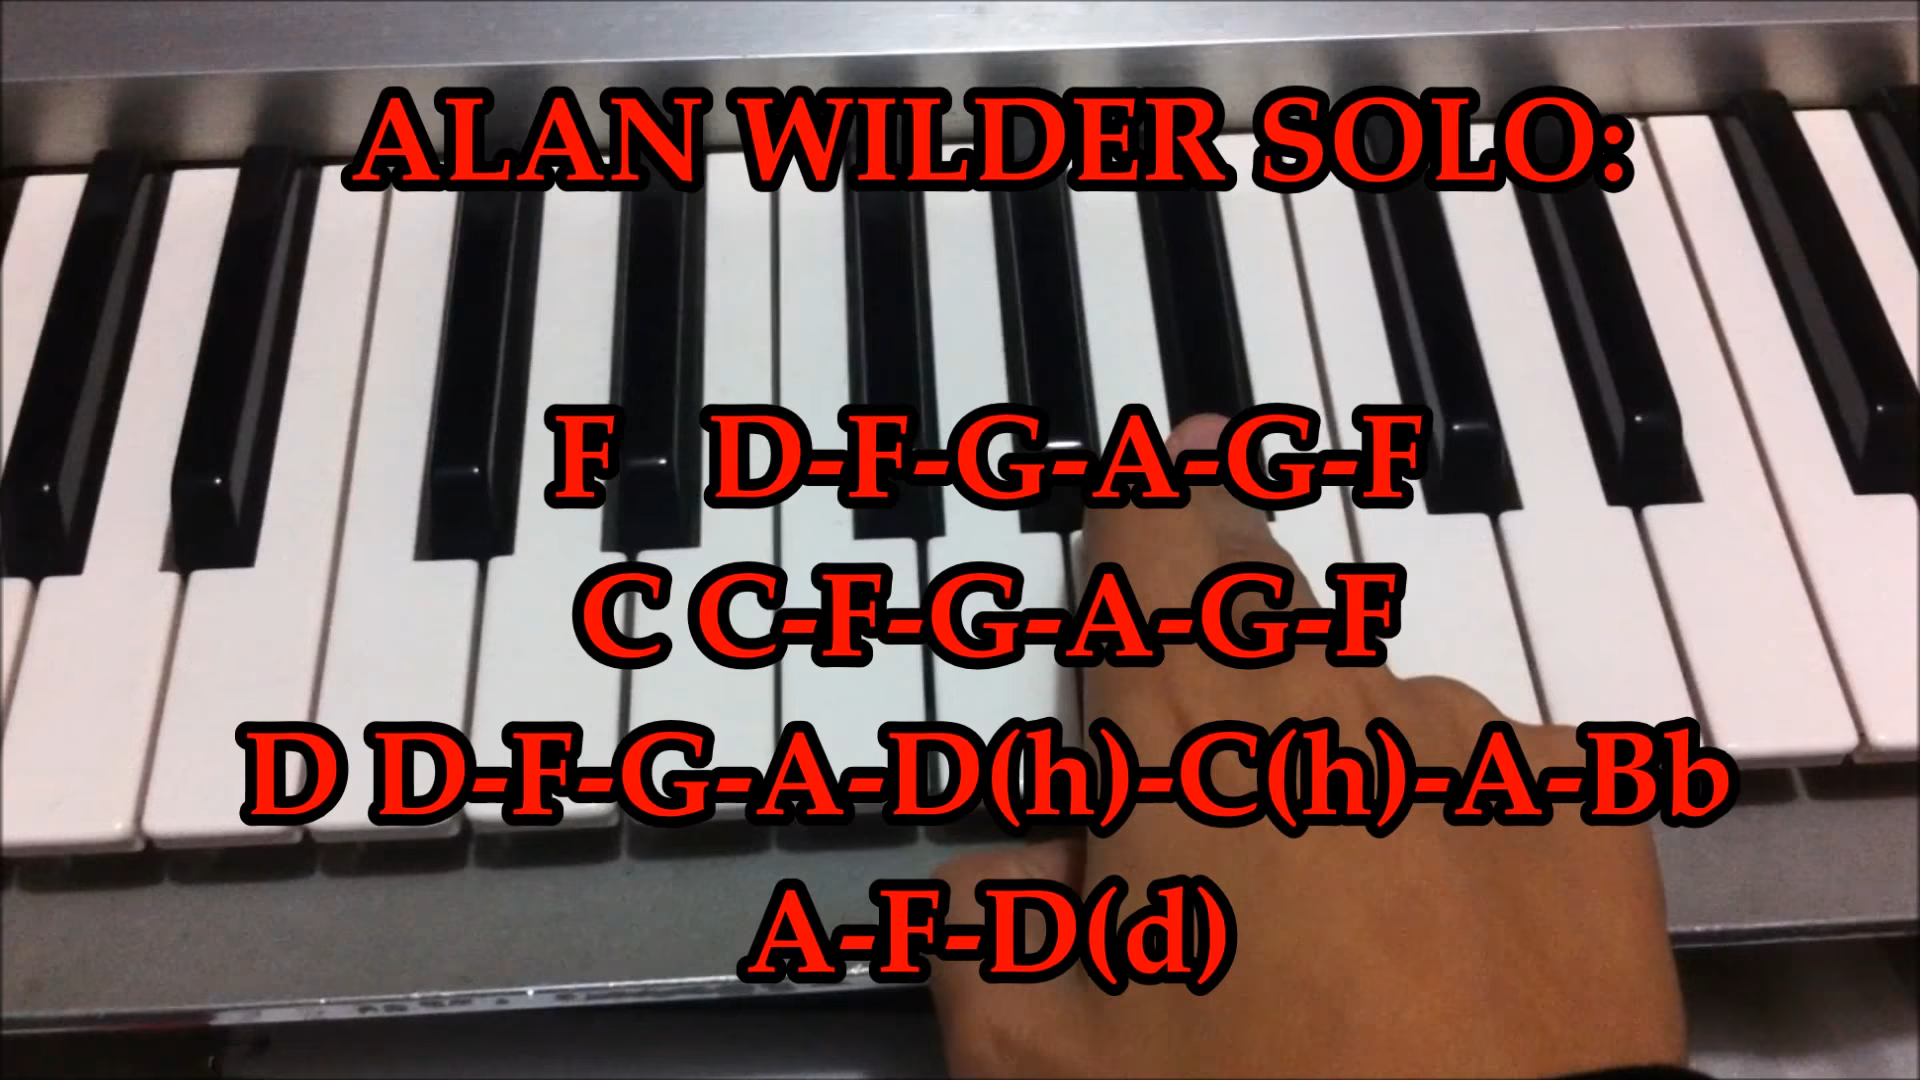 ALAN WILDER SOLO:
F D-F-G-A-G-F
C C-F-G-A-G-F
D D-F-G-A-D(h)-C(h)-A-Bb
A-F-D(d)